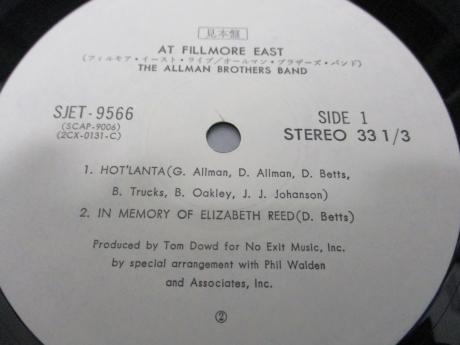 見本盤
AT FILLMORE EAST
(フィルモア・イースト・ライブ/オールマン・ブラザーズ・バンド)
THE ALLMAN BROTHERS BAND
SJET-9566
(SCAP-9006)
(2CX-0131-C)
SIDE 1
STEREO 33 1/3
1. HOT'LANTA(G. Allman, D. Allman, D. Betts,
B. Trucks, B. Oakley, J. J. Johanson)
2. IN MEMORY OF ELIZABETH REED(D. Betts)
Produced by Tom Dowd for No Exit Music, Inc.
by special arrangement with Phil Walden
and Associates, Inc.
②